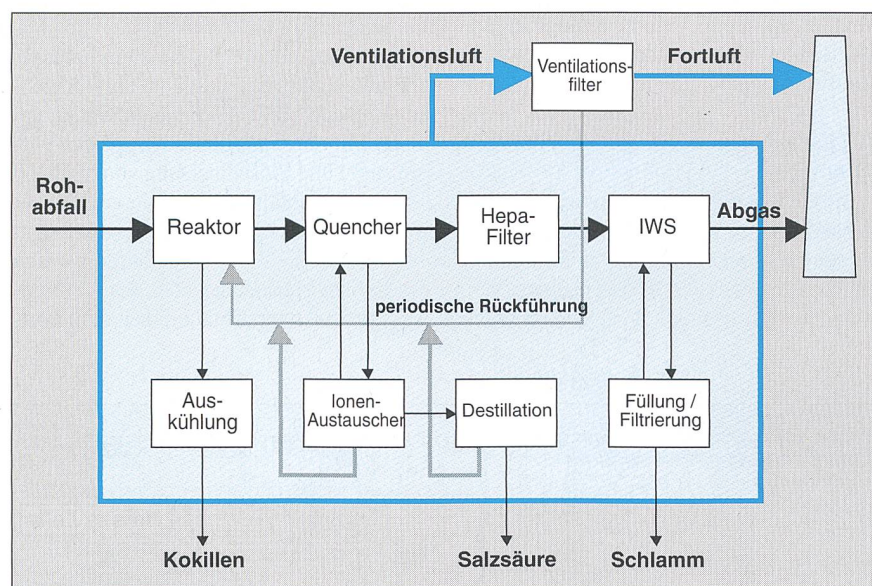 Ventilationsluft
Ventilations-
filter
Fortluft
Roh-
abfall
Reaktor
Quencher
Hepa-
Filter
IWS
Abgas
periodische Rückführung
Aus-
kühlung
Ionen-
Austauscher
Destillation
Füllung /
Filtrierung
Kokillen
Salzsäure
Schlamm